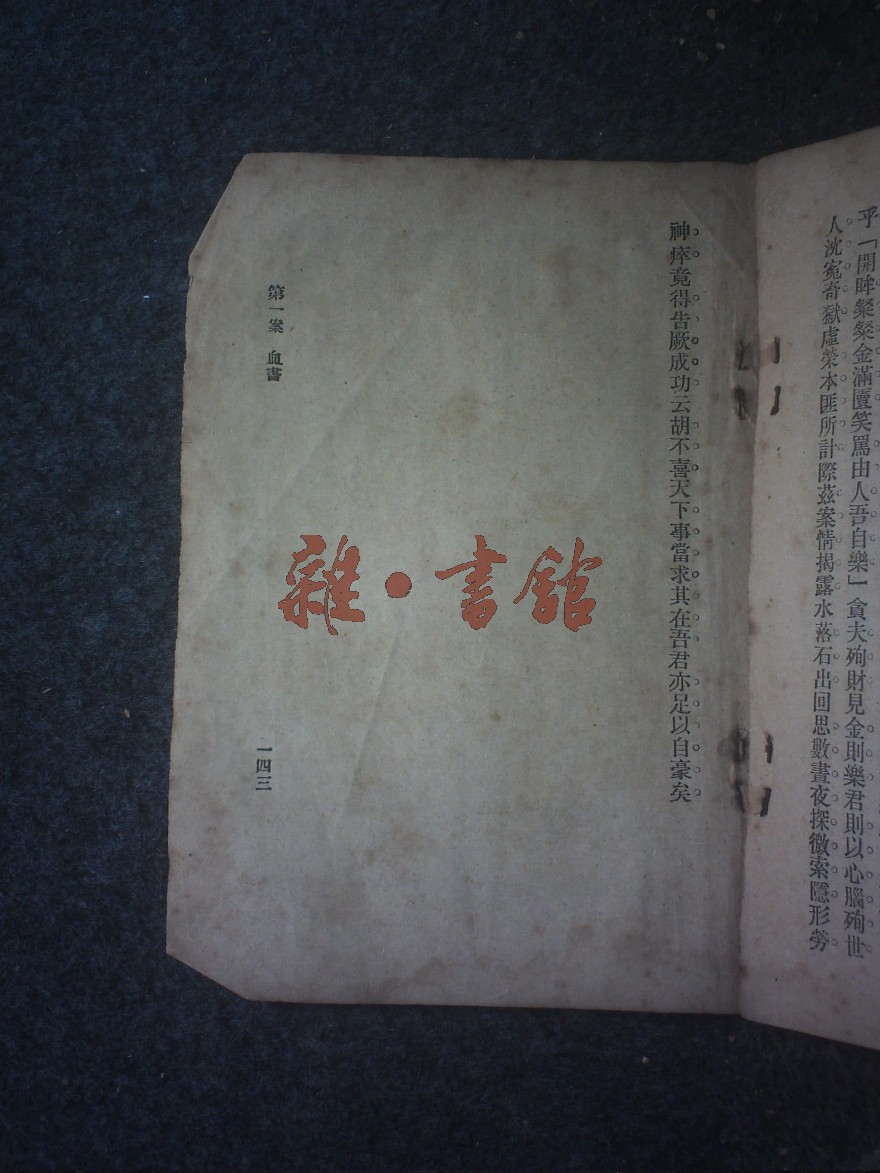 乎「開眸粲粲金滿匱笑罵由人吾自樂」貪夫殉財見金則樂君則以心腦殉世
人沈寃奇獄虛榮本匪所計際茲案情揭露水落石出回思數晝夜探微索隱形勞
神瘁竟得告厥成功云胡不喜天下事當求其在吾君亦足以自豪矣
第一案 血書
一四三
雜·書館